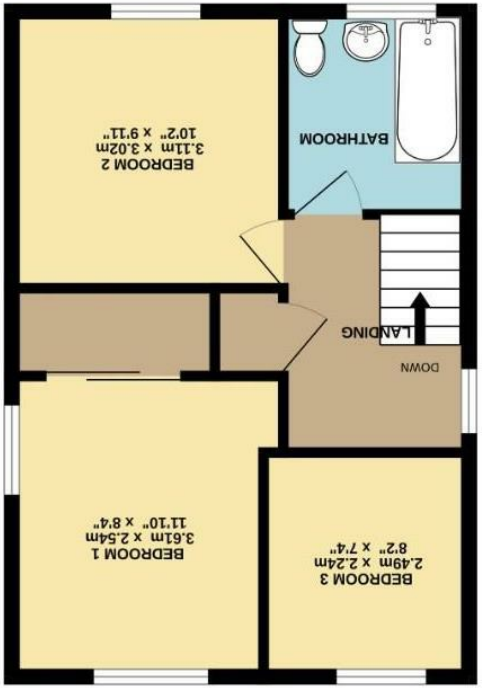 BEDROOM 3
2.49m x 2.24m
8'2" x 7'4"
BEDROOM 1
3.61m x 2.54m
11'10" x 8'4"
DOWN
LANDING
BEDROOM 2
3.11m x 3.02m
10'2" x 9'11"
BATHROOM